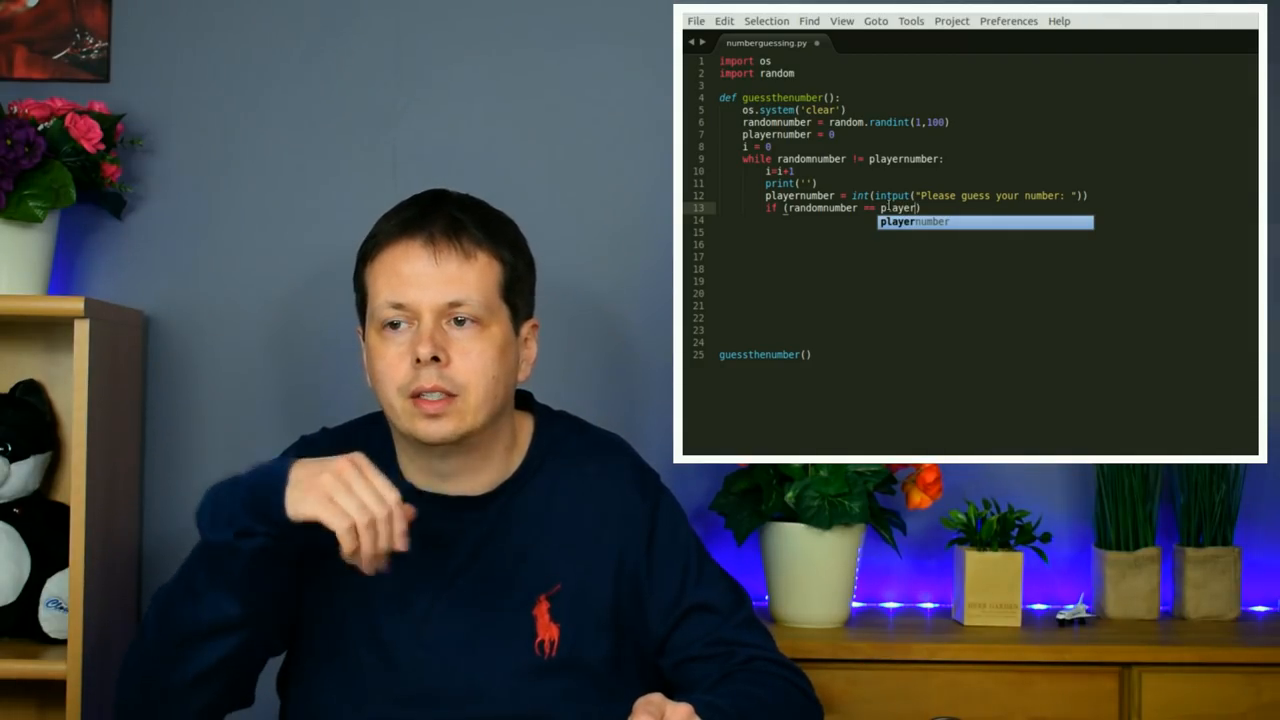 File Edit Selection Find View Goto Tools Project Preferences Help
numberguessing.py
1 import os
2 import random
3
4 def guessthenumber():
5 os.system('clear')
6 randomnumber = random.randint(1,100)
7 playernumber = 0
8 i = 0
9 while randomnumber != playernumber:
10 i=i+1
11 print('')
12 playernumber = int(intput("Please guess your number: "))
13 if (randomnumber == player)
14 playernumber
15
16
17
18
19
20
21
22
23
24
25 guessthenumber()